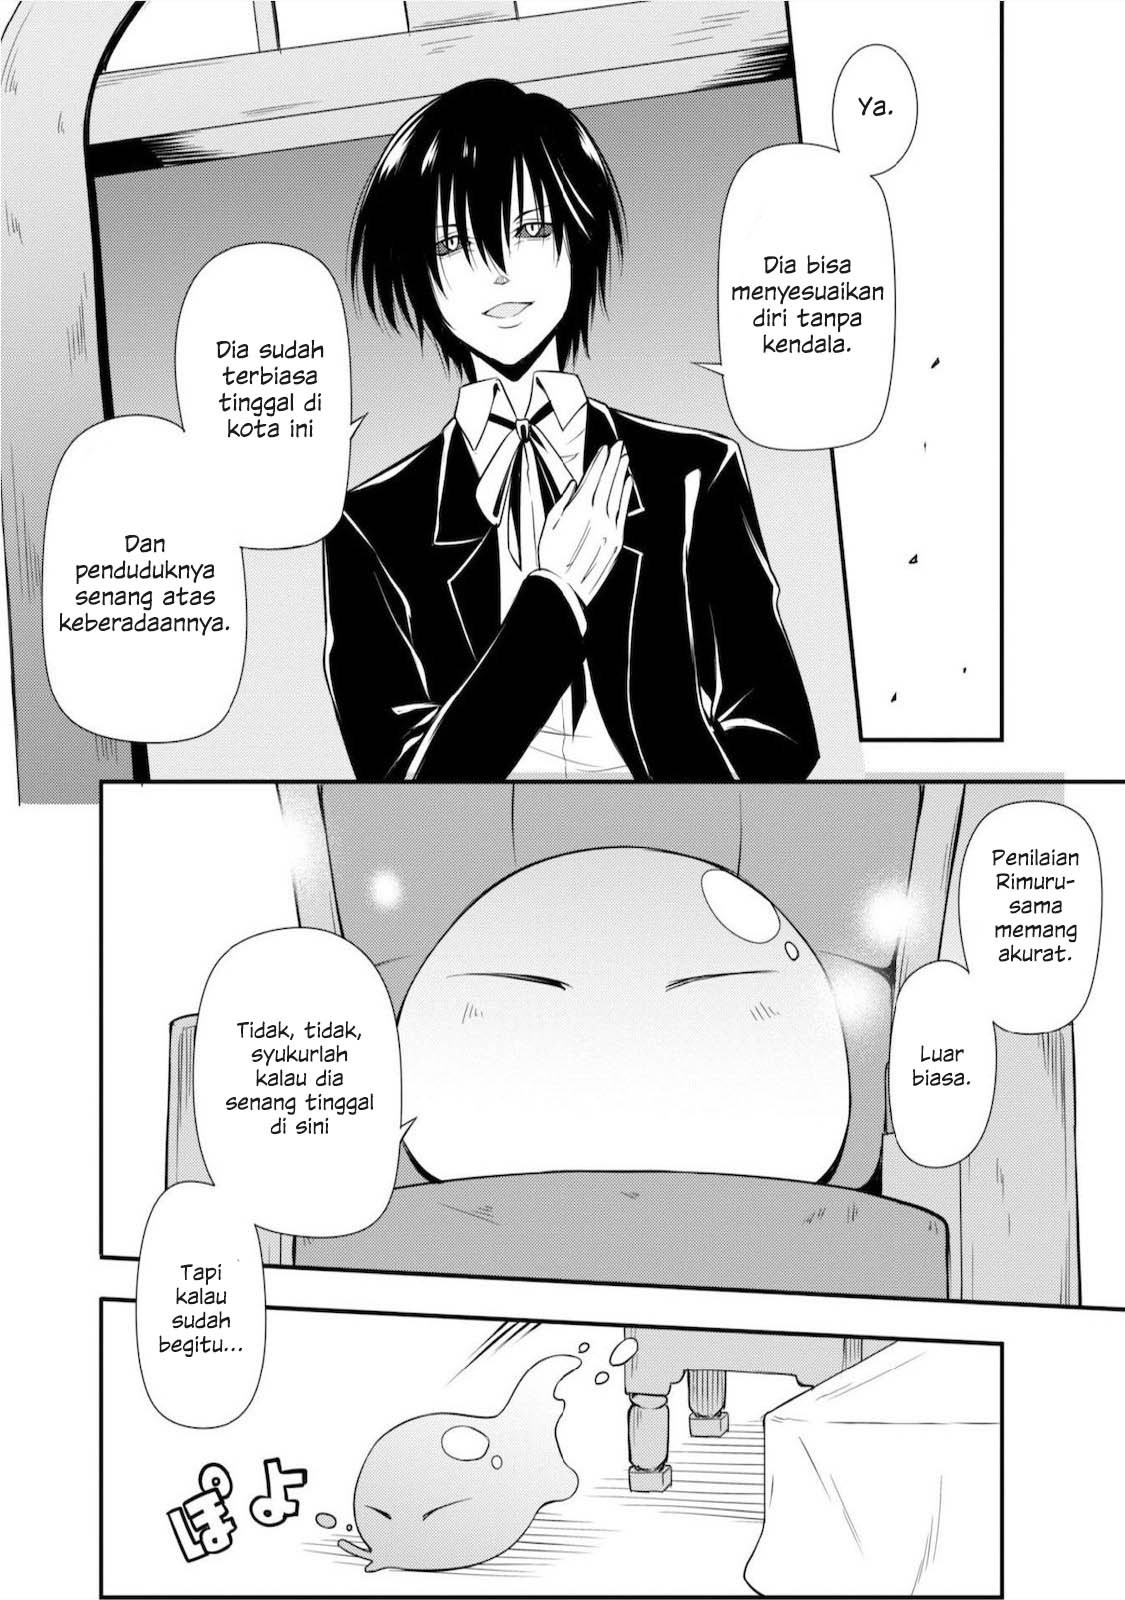 Ya.
Dia bisa
menyesuaikan
diri tanpa
kendala.
Dia sudah
terbiasa
tinggal di
kota ini
Dan
penduduknya
senang atas
keberadaannya.
Penilaian
Rimuru-
sama
memang
akurat.
Luar
biasa.
Tidak, tidak,
syukurlah
kalau dia
senang tinggal
di sini
Tapi
kalau
sudah
begitu...
ぽよ